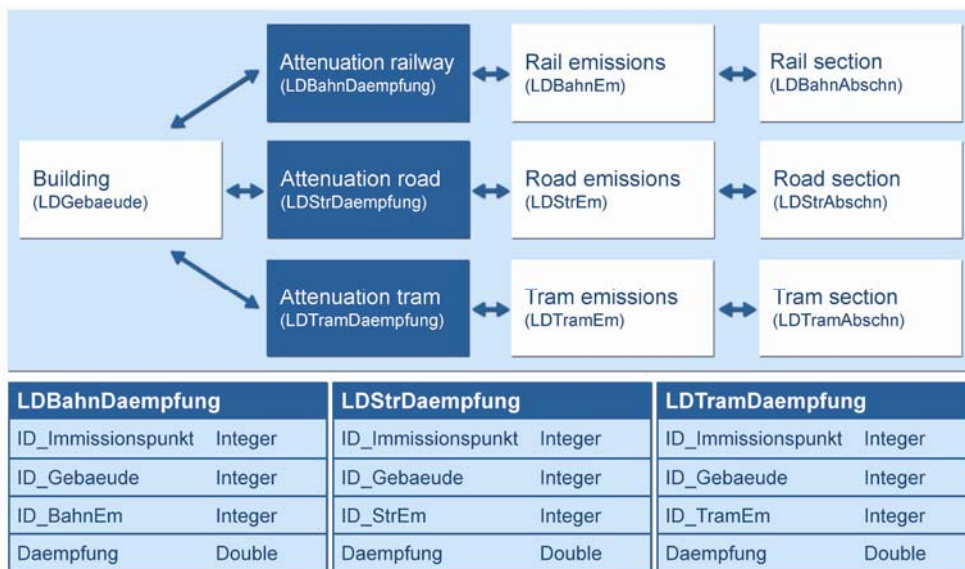 Attenuation railway
(LDBahnDaempfung)
Rail emissions
(LDBahnEm)
Rail section
(LDBahnAbschn)
Building
(LDGebaeude)
Attenuation road
(LDStrDaempfung)
Road emissions
(LDStrEm)
Road section
(LDStrAbschn)
Attenuation tram
(LDTramDaempfung)
Tram emissions
(LDTramEm)
Tram section
(LDTramAbschn)
LDBahnDaempfung
ID_Immissionspunkt Integer
ID_Gebaeude Integer
ID_BahnEm Integer
Daempfung Double
LDStrDaempfung
ID_Immissionspunkt Integer
ID_Gebaeude Integer
ID_StrEm Integer
Daempfung Double
LDTramDaempfung
ID_Immissionspunkt Integer
ID_Gebaeude Integer
ID_TramEm Integer
Daempfung Double